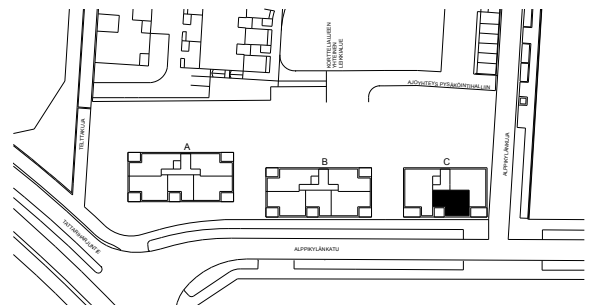 KORTTELIALUEEN
YHTEINEN
LEIKKIALUE
AJOYHTEYS PYSÄKÖINTIHALLIIN
TELTTAKUJA
ALPPIKYLÄNKUJA
A
B
C
TATTARIHARJUNTIE
ALPPIKYLÄNKATU